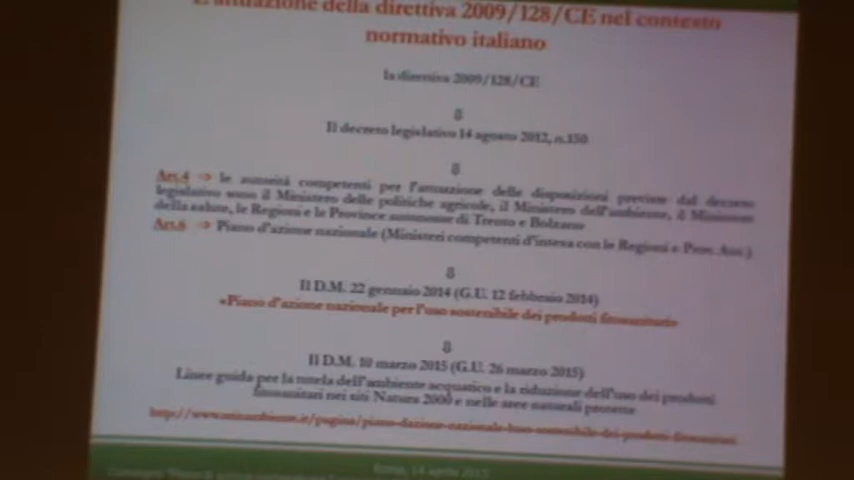 L'attuazione della direttiva 2009/128/CE nel contesto
normativo italiano
la direttiva 2009/128/CE
⇩
Il decreto legislativo 14 agosto 2012, n.150
⇩
Art.4 ⇒ le autorità competenti per l'attuazione delle disposizioni previste dal decreto
legislativo sono il Ministero delle politiche agricole, il Ministero dell'ambiente, il Ministero
della salute, le Regioni e le Province autonome di Trento e Bolzano
Art.6 ⇒ Piano d'azione nazionale (Ministeri competenti d'intesa con le Regioni e Prov. Aut.)
⇩
Il D.M. 22 gennaio 2014 (G.U. 12 febbraio 2014)
«Piano d'azione nazionale per l'uso sostenibile dei prodotti fitosanitari»
⇩
Il D.M. 10 marzo 2015 (G.U. 26 marzo 2015)
Linee guida per la tutela dell'ambiente acquatico e la riduzione dell'uso dei prodotti
fitosanitari nei siti Natura 2000 e nelle aree naturali protette
Roma, 14 aprile